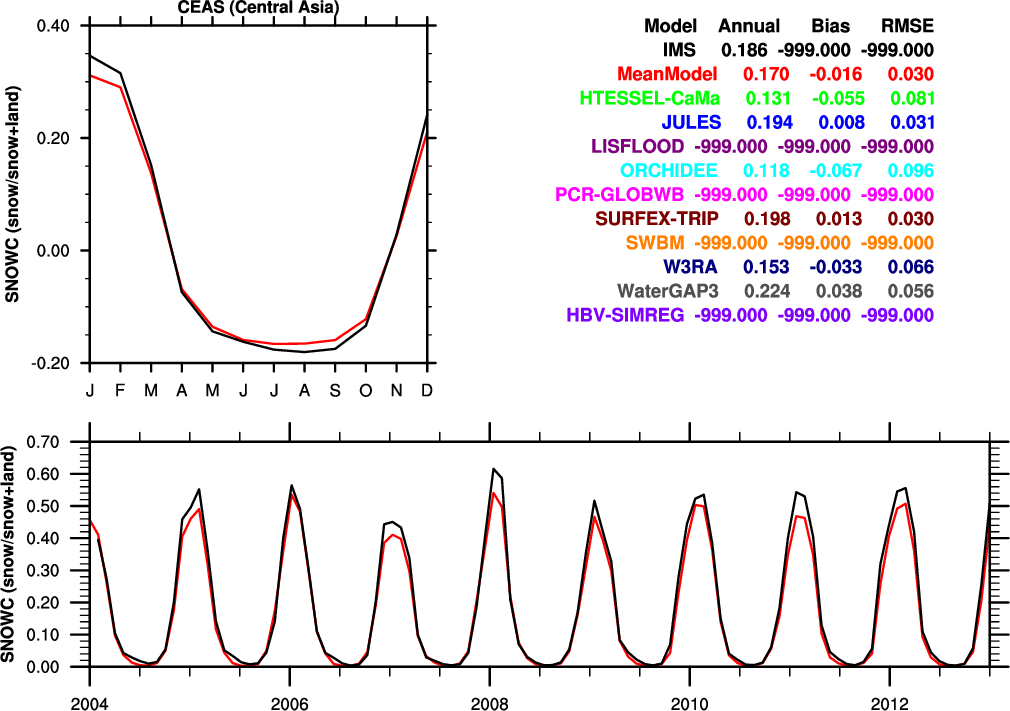 CEAS (Central Asia)
SNOWC (snow/snow+land)
0.40
0.20
0.00
-0.20
J F M A M J J A S O N D
Model Annual Bias RMSE
IMS 0.186 -999.000 -999.000
MeanModel 0.170 -0.016 0.030
HTESSEL-CaMa 0.131 -0.055 0.081
JULES 0.194 0.008 0.031
LISFLOOD -999.000 -999.000 -999.000
ORCHIDEE 0.118 -0.067 0.096
PCR-GLOBWB -999.000 -999.000 -999.000
SURFEX-TRIP 0.198 0.013 0.030
SWBM -999.000 -999.000 -999.000
W3RA 0.153 -0.033 0.066
WaterGAP3 0.224 0.038 0.056
HBV-SIMREG -999.000 -999.000 -999.000
SNOWC (snow/snow+land)
0.70
0.60
0.50
0.40
0.30
0.20
0.10
0.00
2004 2006 2008 2010 2012